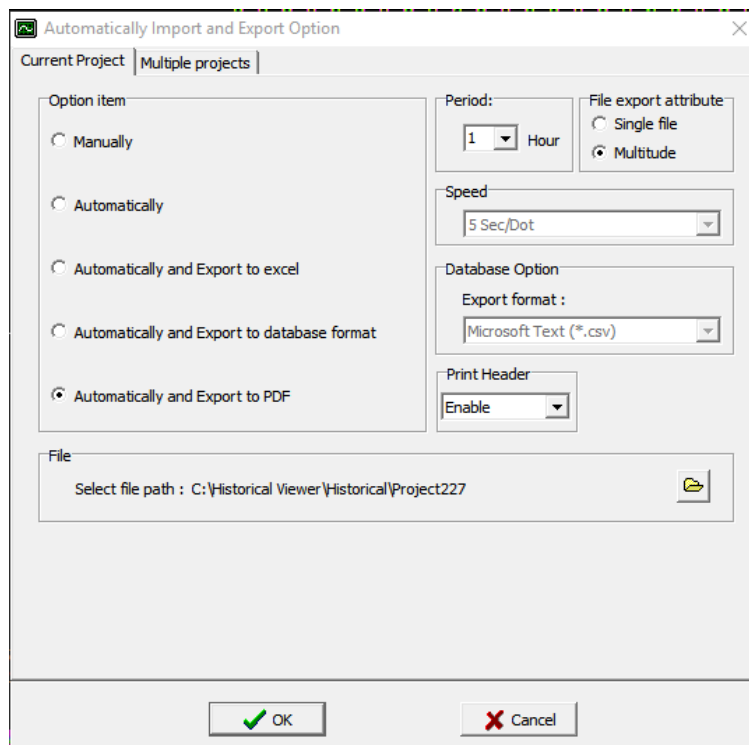 Automatically Import and Export Option
Current Project
Multiple projects
Option item
Manually
Automatically
Automatically and Export to excel
Automatically and Export to database format
Automatically and Export to PDF
Period:
1 Hour
File export attribute
Single file
Multitude
Speed
5 Sec/Dot
Database Option
Export format :
Microsoft Text (*.csv)
Print Header
Enable
File
Select file path : C:\Historical Viewer\Historical\Project227
OK
Cancel